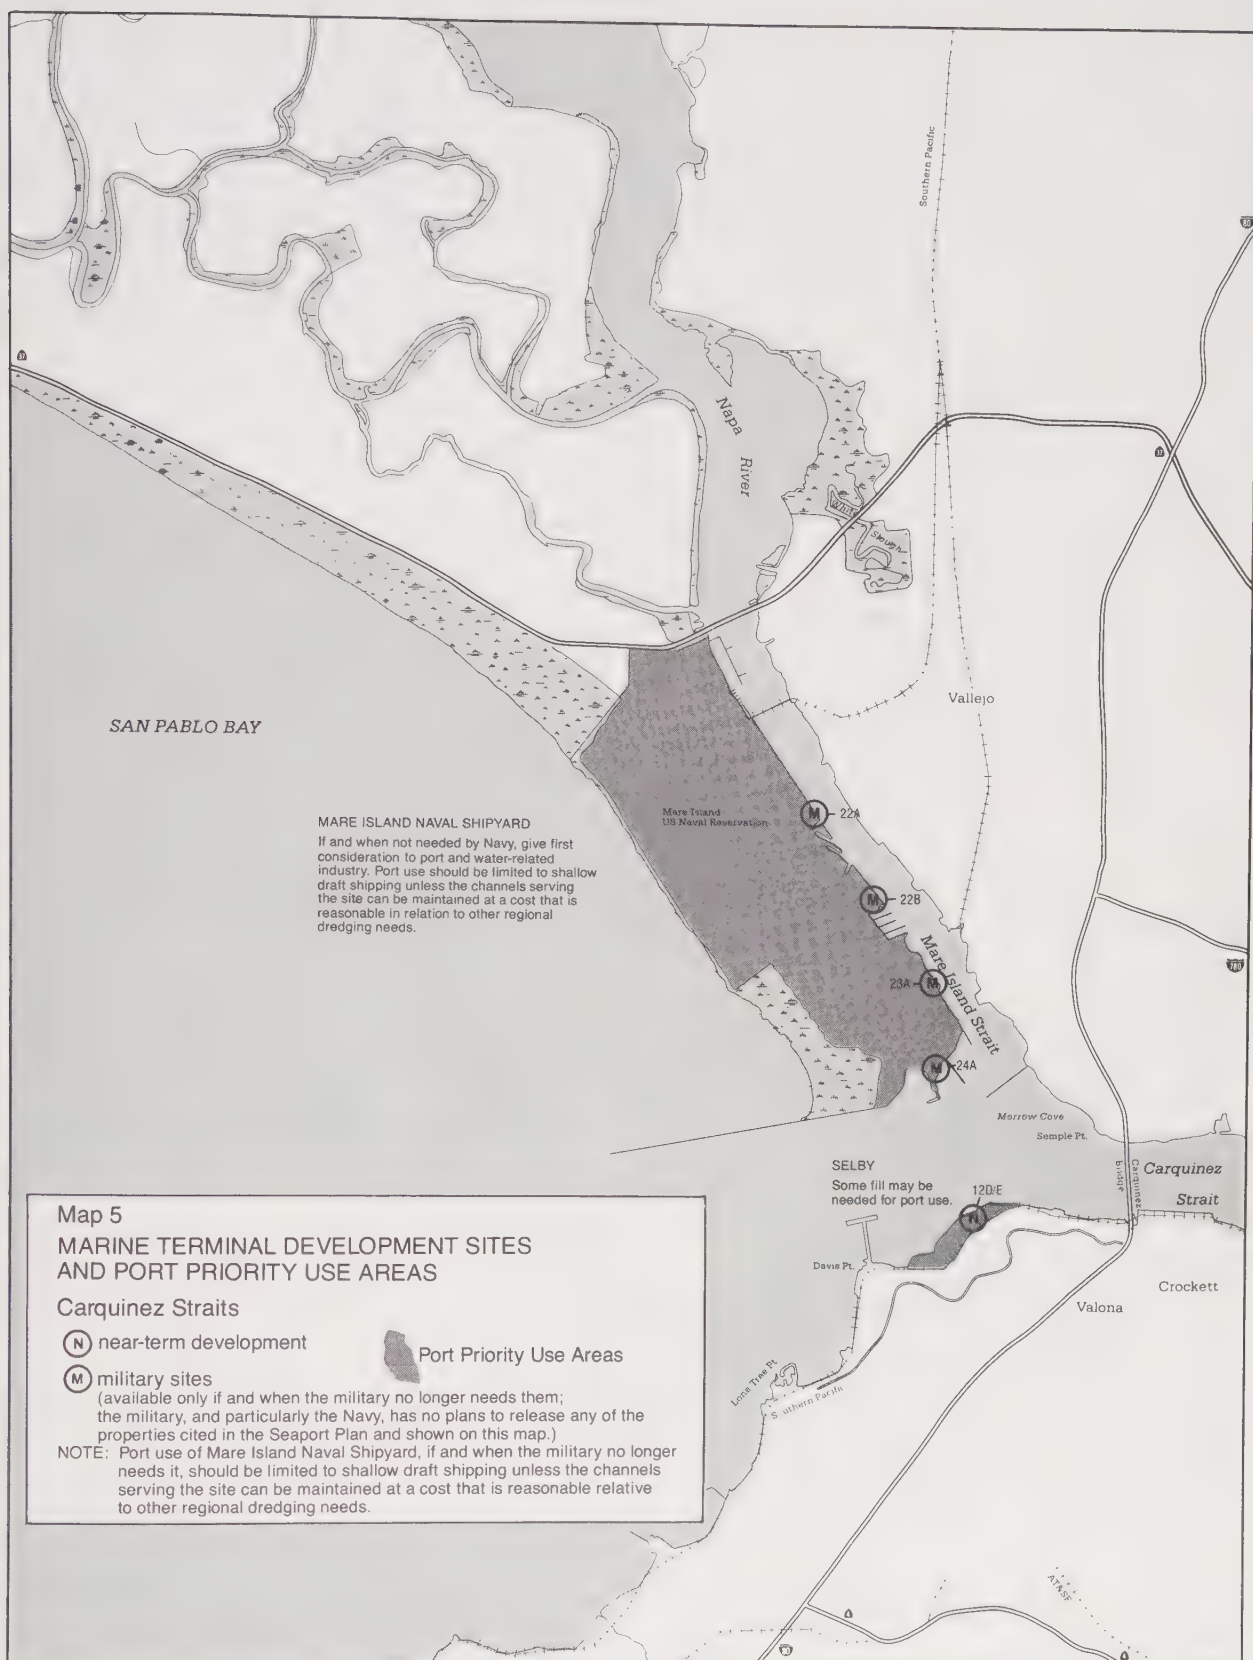 Southern Pacific
80
37
Napa
River
37
White
Slough
Vallejo
SAN PABLO BAY
Mare Island
US Naval Reservation
M
22A
MARE ISLAND NAVAL SHIPYARD
If and when not needed by Navy, give first
consideration to port and water-related
industry. Port use should be limited to shallow
draft shipping unless the channels serving
the site can be maintained at a cost that is
reasonable in relation to other regional
dredging needs.
M
22B
Mare Island Strait
780
23A
M
M
24A
Morrow Cove
Semple Pt.
SELBY
Some fill may be
needed for port use.
12D/E
N
Carquinez
bridge
Carquinez
Strait
Davis Pt.
Crockett
Valona
Lone Tree Pt.
Southern Pacific
Map 5
MARINE TERMINAL DEVELOPMENT SITES
AND PORT PRIORITY USE AREAS
Carquinez Straits
N near-term development
Port Priority Use Areas
M military sites
(available only if and when the military no longer needs them;
the military, and particularly the Navy, has no plans to release any of the
properties cited in the Seaport Plan and shown on this map.)
NOTE: Port use of Mare Island Naval Shipyard, if and when the military no longer
needs it, should be limited to shallow draft shipping unless the channels
serving the site can be maintained at a cost that is reasonable relative
to other regional dredging needs.
AT&SF
80